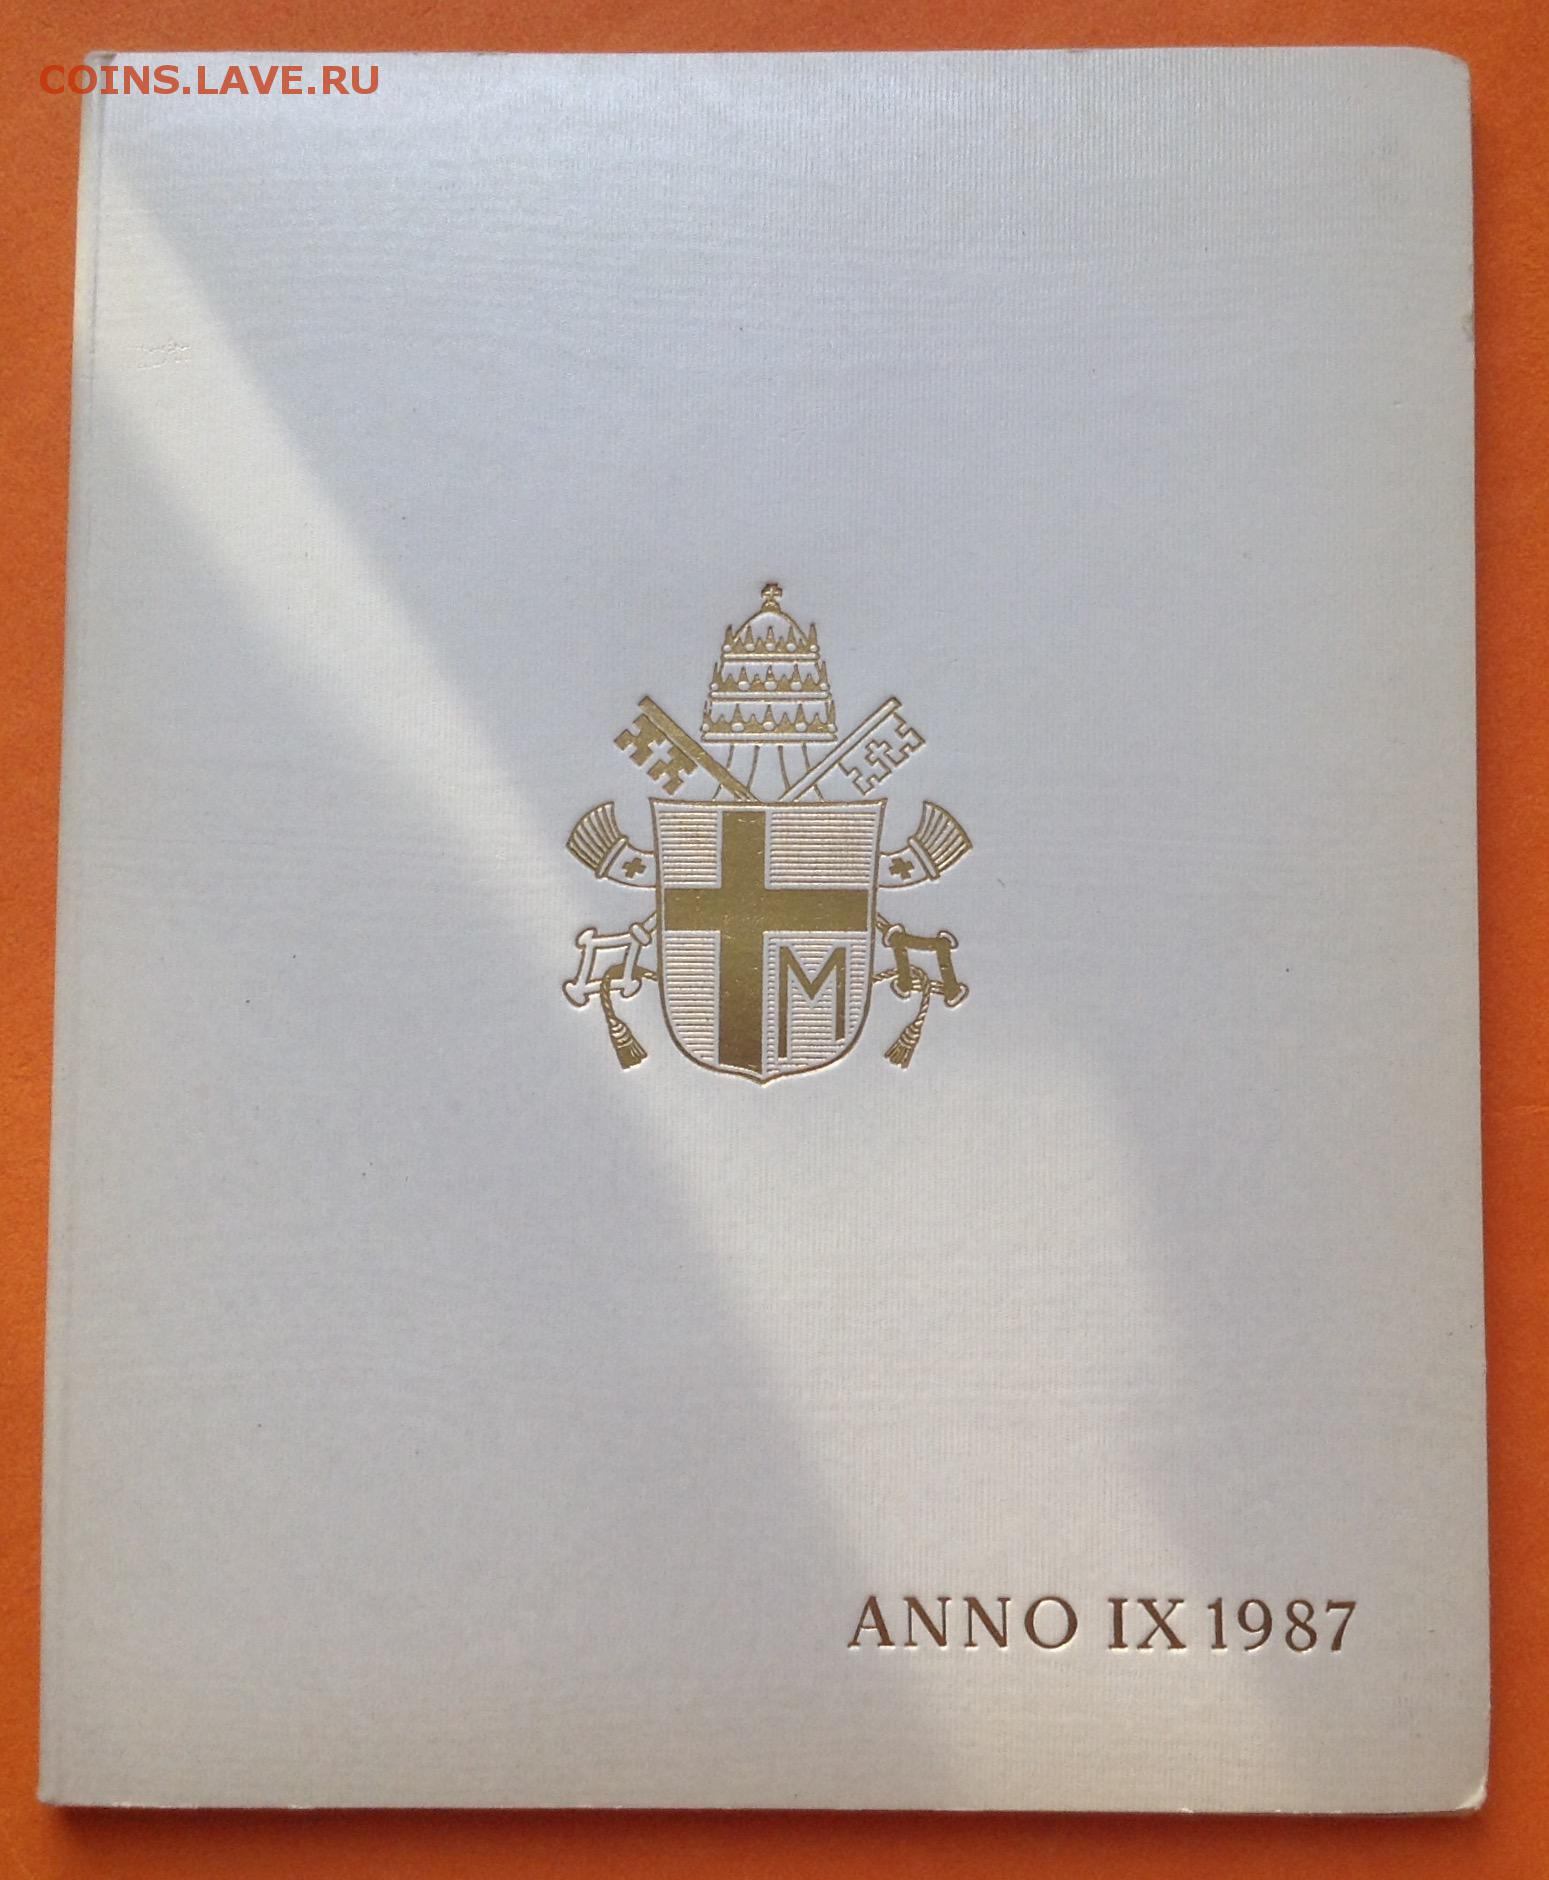 COINS.LAVE.RU
M
ANNO IX 1987